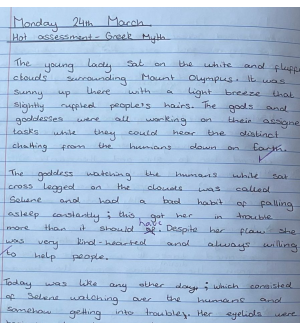 Monday 24th March.
Hot assessment - Greek Myth
The young lady sat on the white and fluffy
clouds surrounding Mount Olympus. It was
sunny up there with a light breeze that
slightly ruffled people's hairs. The gods and
goddesses were all working on their assigne
tasks while they could hear the distinct
chatting from the humans down on Earth.
The goddess watching the humans while sat
cross legged on the clouds was called
Selene and had a bad habit of falling
asleep constantly ; this got her in trouble
more than it should have. Despite her flaw she
was very kind-hearted and always willing
to help people.
Today was like any other day ; which consisted
of Selene watching over the humans and
somehow getting into troubles. Her eyelids were